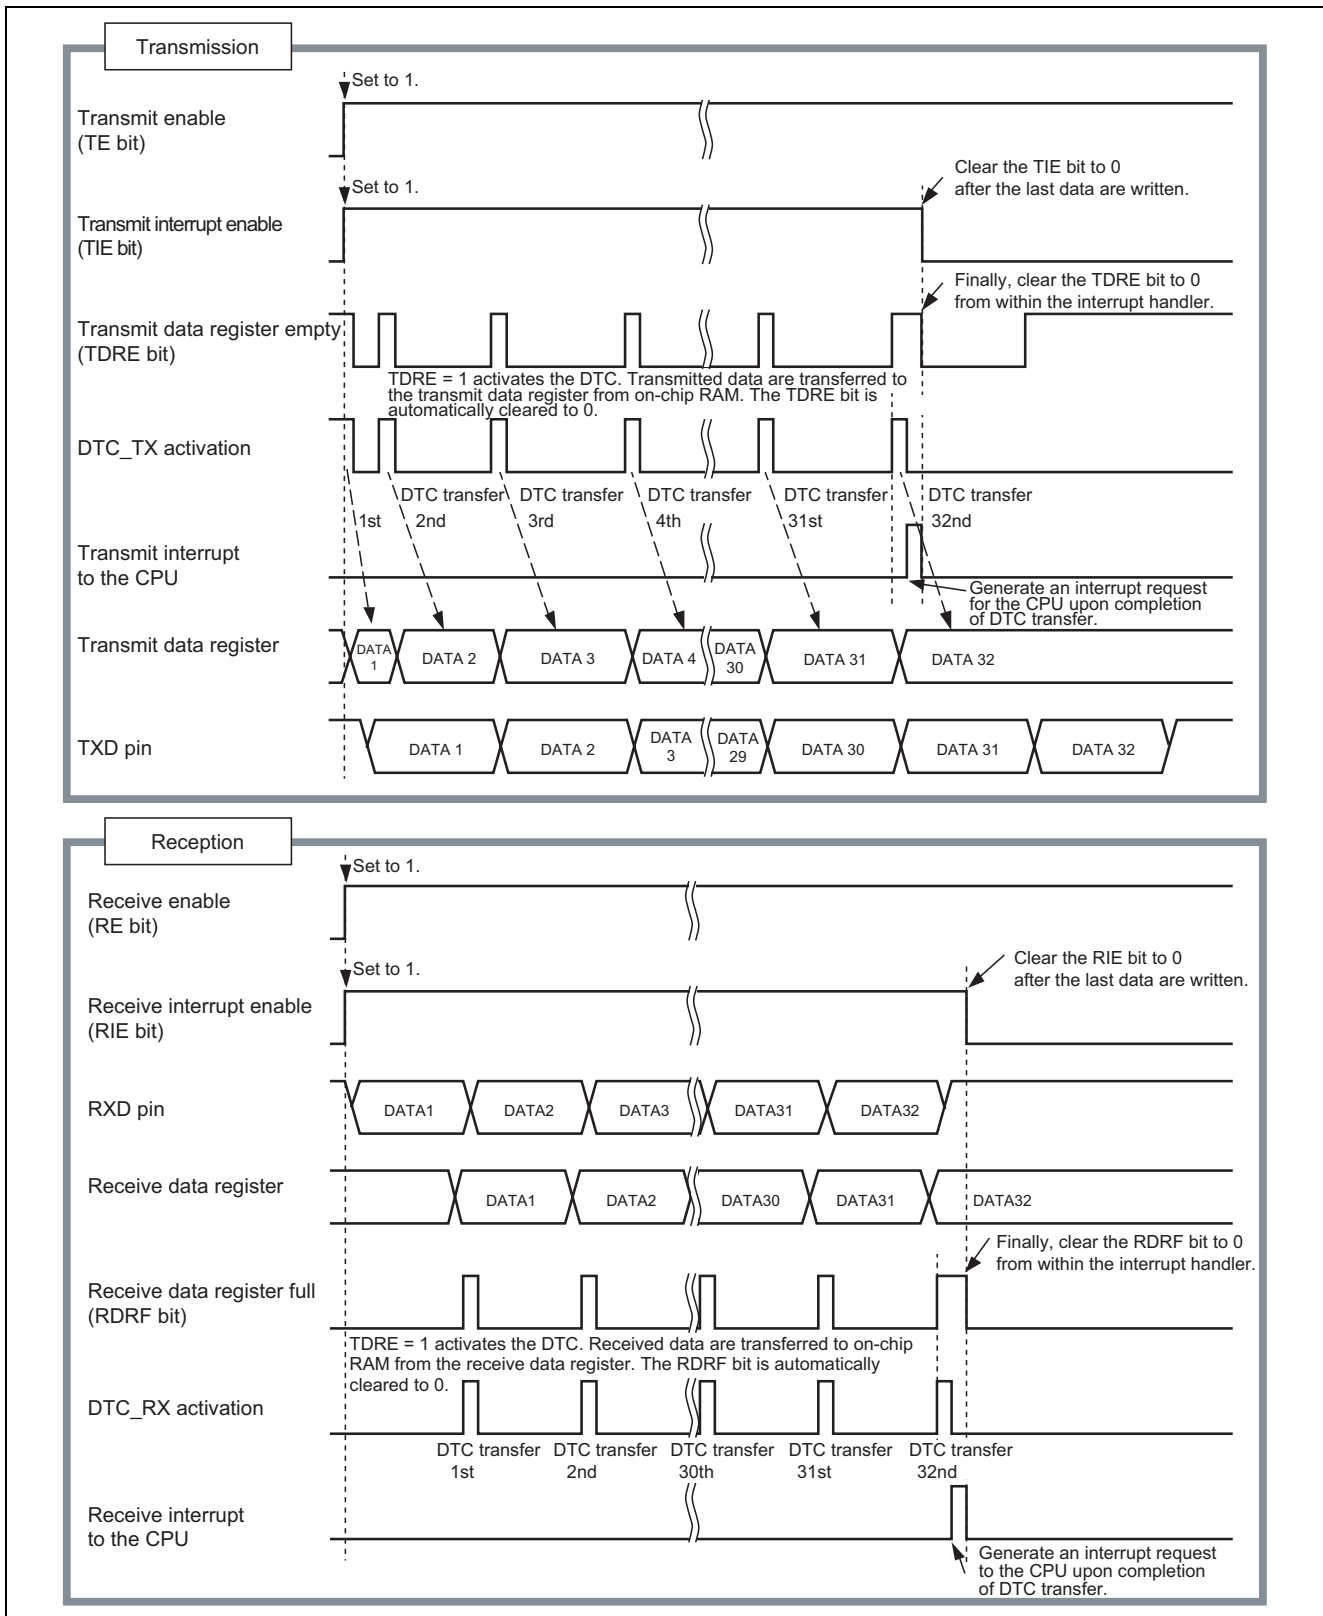 Transmission
Set to 1.
Transmit enable
(TE bit)
Clear the TIE bit to 0
after the last data are written.
Set to 1.
Transmit interrupt enable
(TIE bit)
Finally, clear the TDRE bit to 0
from within the interrupt handler.
Transmit data register empty
(TDRE bit)
TDRE = 1 activates the DTC. Transmitted data are transferred to
the transmit data register from on-chip RAM. The TDRE bit is
automatically cleared to 0.
DTC_TX activation
1st
DTC transfer
2nd
DTC transfer
3rd
DTC transfer
4th
DTC transfer
31st
DTC transfer
32nd
Transmit interrupt
to the CPU
Generate an interrupt request
for the CPU upon completion
of DTC transfer.
Transmit data register
DATA
1
DATA 2
DATA 3
DATA 4
DATA
30
DATA 31
DATA 32
TXD pin
DATA 1
DATA 2
DATA
3
DATA
29
DATA 30
DATA 31
DATA 32
Reception
Set to 1.
Receive enable
(RE bit)
Clear the RIE bit to 0
after the last data are written.
Set to 1.
Receive interrupt enable
(RIE bit)
RXD pin
DATA1
DATA2
DATA3
DATA31
DATA32
Receive data register
DATA1
DATA2
DATA30
DATA31
DATA32
Finally, clear the RDRF bit to 0
from within the interrupt handler.
Receive data register full
(RDRF bit)
TDRE = 1 activates the DTC. Received data are transferred to on-chip
RAM from the receive data register. The RDRF bit is automatically
cleared to 0.
DTC_RX activation
DTC transfer
1st
DTC transfer
2nd
DTC transfer
30th
DTC transfer
31st
DTC transfer
32nd
Receive interrupt
to the CPU
Generate an interrupt request
to the CPU upon completion
of DTC transfer.